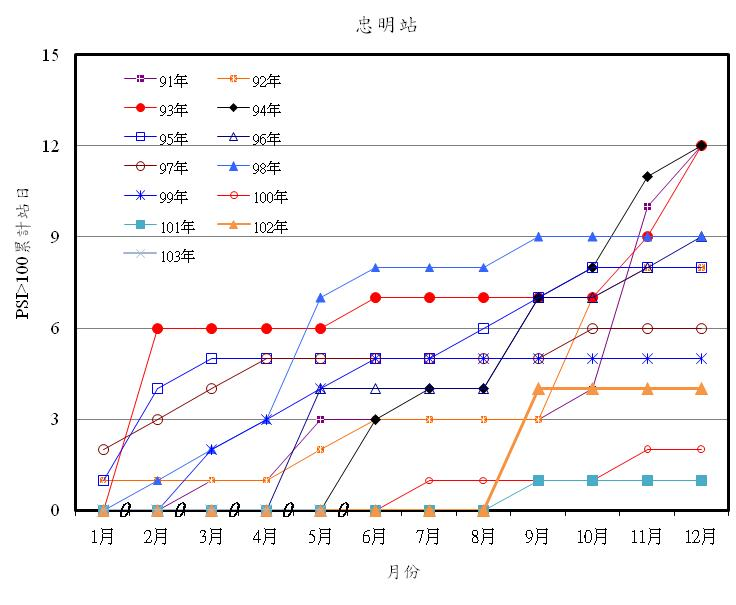 忠明站
15
12
9
6
3
0
PSI>100累計站日
91年 92年
93年 94年
95年 96年
97年 98年
99年 100年
101年 102年
103年
0 0 0 0 0
1月 2月 3月 4月 5月 6月 7月 8月 9月 10月 11月 12月
月份